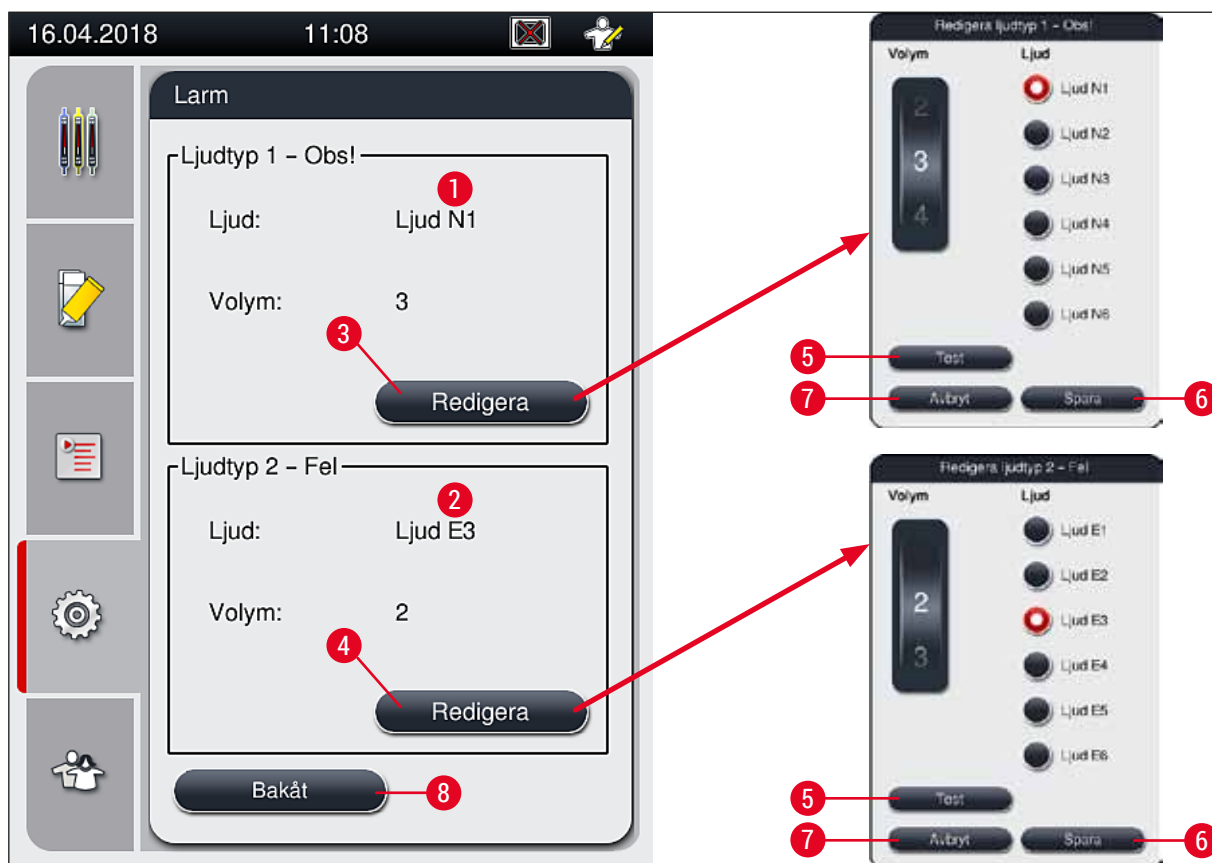 16.04.2018 11:08
Larm
Ljudtyp 1 – Obs!
1
Ljud: Ljud N1
Volym: 3
3
Redigera
Ljudtyp 2 – Fel
2
Ljud: Ljud E3
Volym: 2
4
Redigera
Bakåt 8
Redigera ljudtyp 1 – Obs!
Volym Ljud
2
3
4
Ljud N1
Ljud N2
Ljud N3
Ljud N4
Ljud N5
Ljud N6
5 Test
7 Avbryt Spara 6
Redigera ljudtyp 2 – Fel
Volym Ljud
2
3
Ljud E1
Ljud E2
Ljud E3
Ljud E4
Ljud E5
Ljud E6
5 Test
7 Avbryt Spara 6